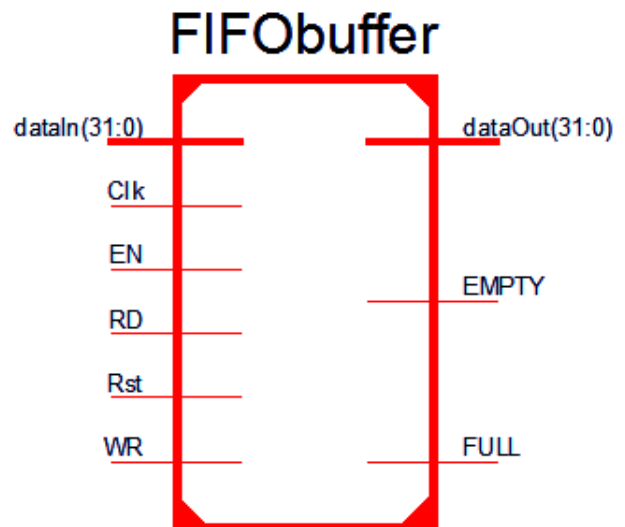 FIFObuffer
dataIn(31:0)
dataOut(31:0)
Clk
EN
EMPTY
RD
Rst
WR
FULL